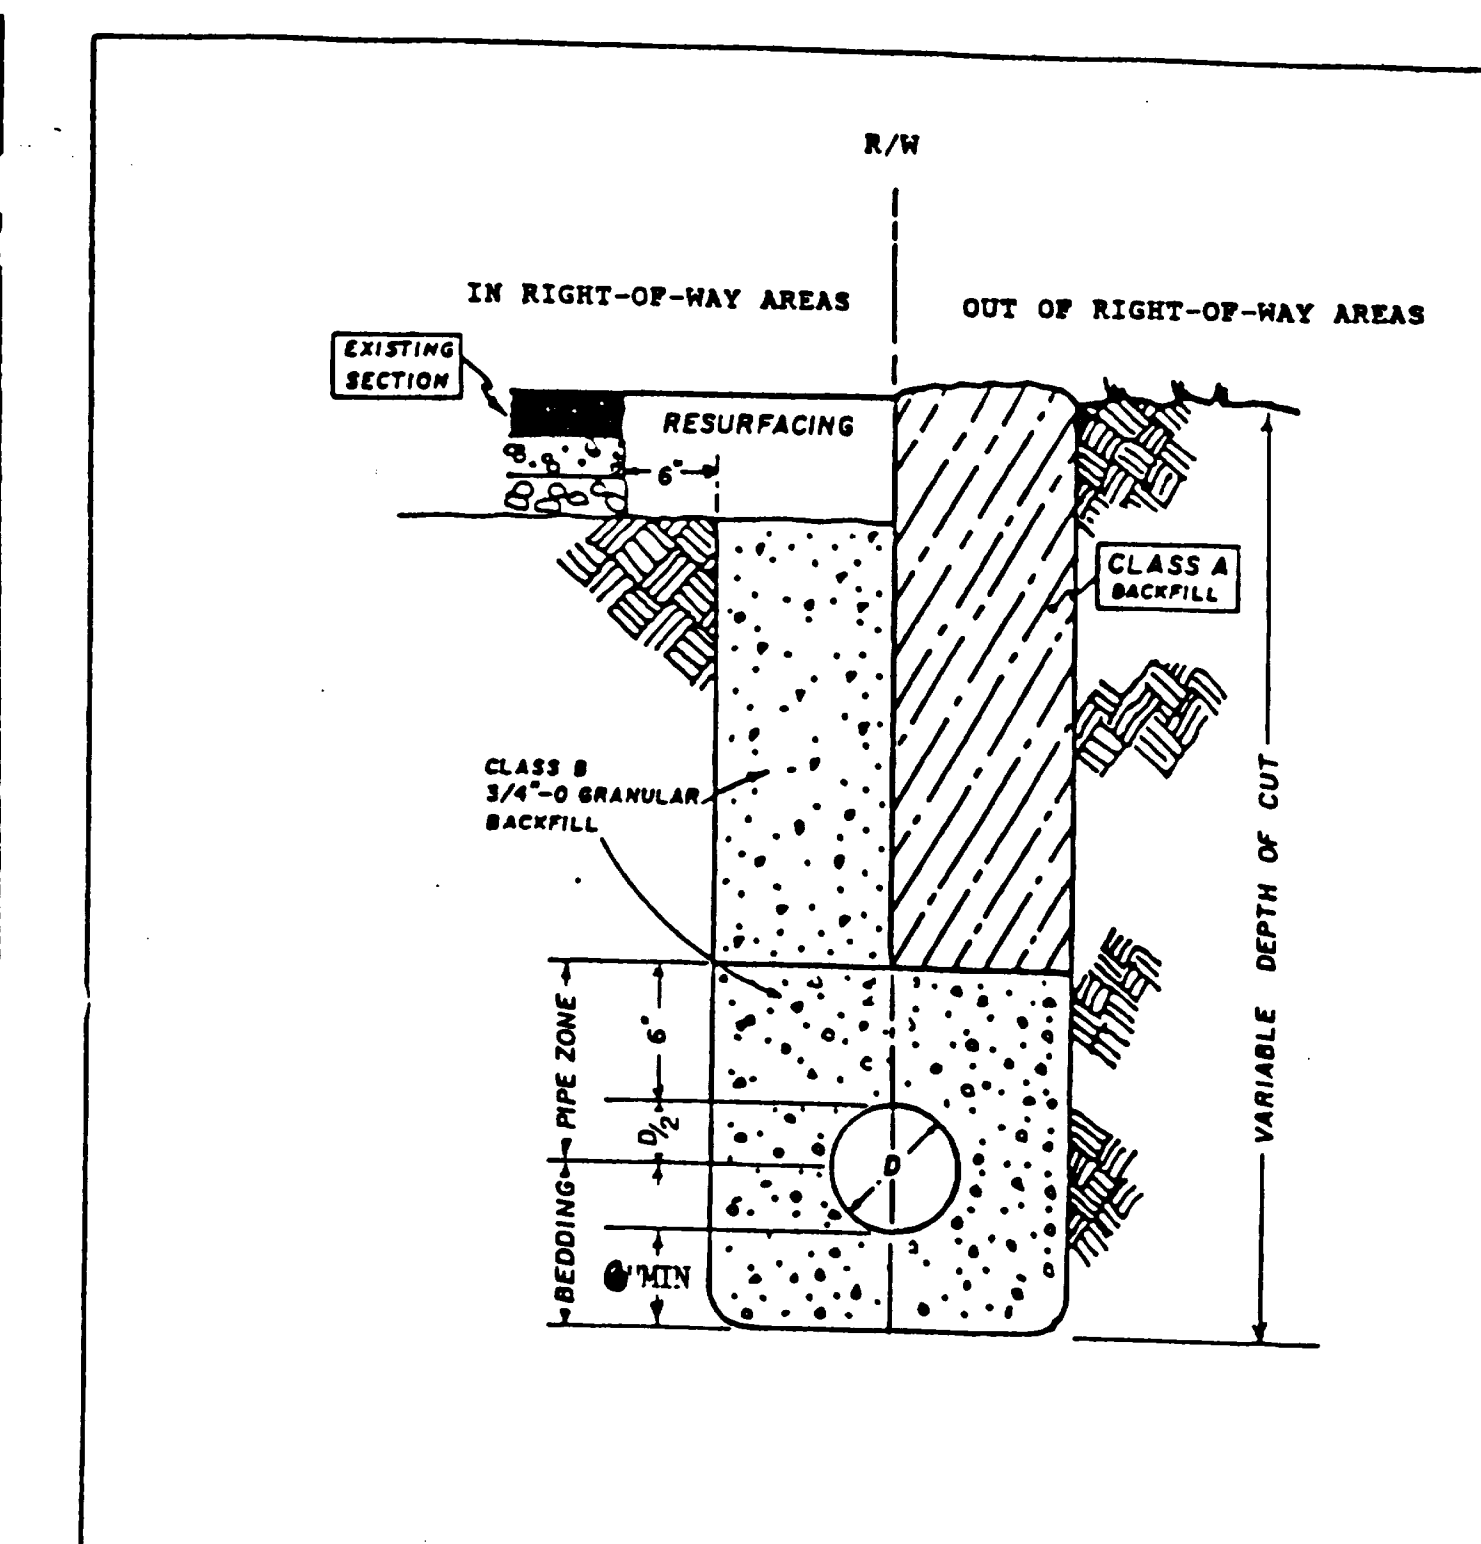 R/W
IN RIGHT-OF-WAY AREAS
OUT OF RIGHT-OF-WAY AREAS
EXISTING
SECTION
RESURFACING
6"
CLASS A
BACKFILL
CLASS B
3/4"-0 GRANULAR
BACKFILL
VARIABLE DEPTH OF CUT
PIPE ZONE
6"
D/2
D
BEDDING
"MIN